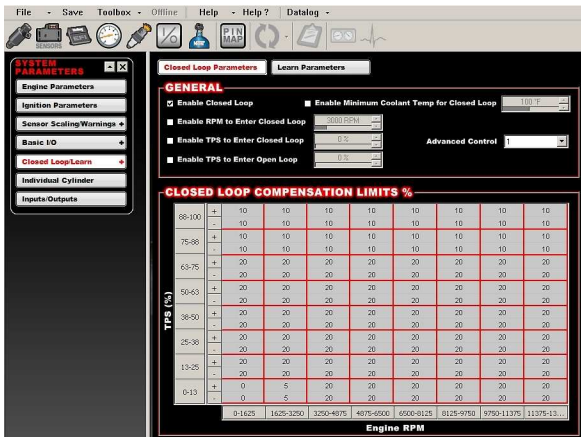 File - Save Toolbox - Offline Help - Help ? Datalog -
SENSORS I/O PIN MAP
SYSTEM PARAMETERS
Engine Parameters
Ignition Parameters
Sensor Scaling/Warnings +
Basic I/O +
Closed Loop/Learn +
Individual Cylinder
Inputs/Outputs
Closed Loop Parameters Learn Parameters
GENERAL
Enable Closed Loop Enable Minimum Coolant Temp for Closed Loop 100 °F
Enable RPM to Enter Closed Loop 3000 RPM
Enable TPS to Enter Closed Loop 0 % Advanced Control 1
Enable TPS to Enter Open Loop 0 %
CLOSED LOOP COMPENSATION LIMITS %
TPS (%)
88-100 + 10 10 10 10 10 10 10 10
- 10 10 10 10 10 10 10 10
75-88 + 10 10 10 10 10 10 10 10
- 10 10 10 10 10 10 10 10
63-75 + 20 20 20 20 20 20 20 20
- 20 20 20 20 20 20 20 20
50-63 + 20 20 20 20 20 20 20 20
- 20 20 20 20 20 20 20 20
38-50 + 20 20 20 20 20 20 20 20
- 20 20 20 20 20 20 20 20
25-38 + 20 20 20 20 20 20 20 20
- 20 20 20 20 20 20 20 20
13-25 + 20 20 20 20 20 20 20 20
- 20 20 20 20 20 20 20 20
0-13 + 0 5 20 20 20 20 20 20
- 0 5 20 20 20 20 20 20
0-1625 1625-3250 3250-4875 4875-6500 6500-8125 8125-9750 9750-11375 11375-13...
Engine RPM